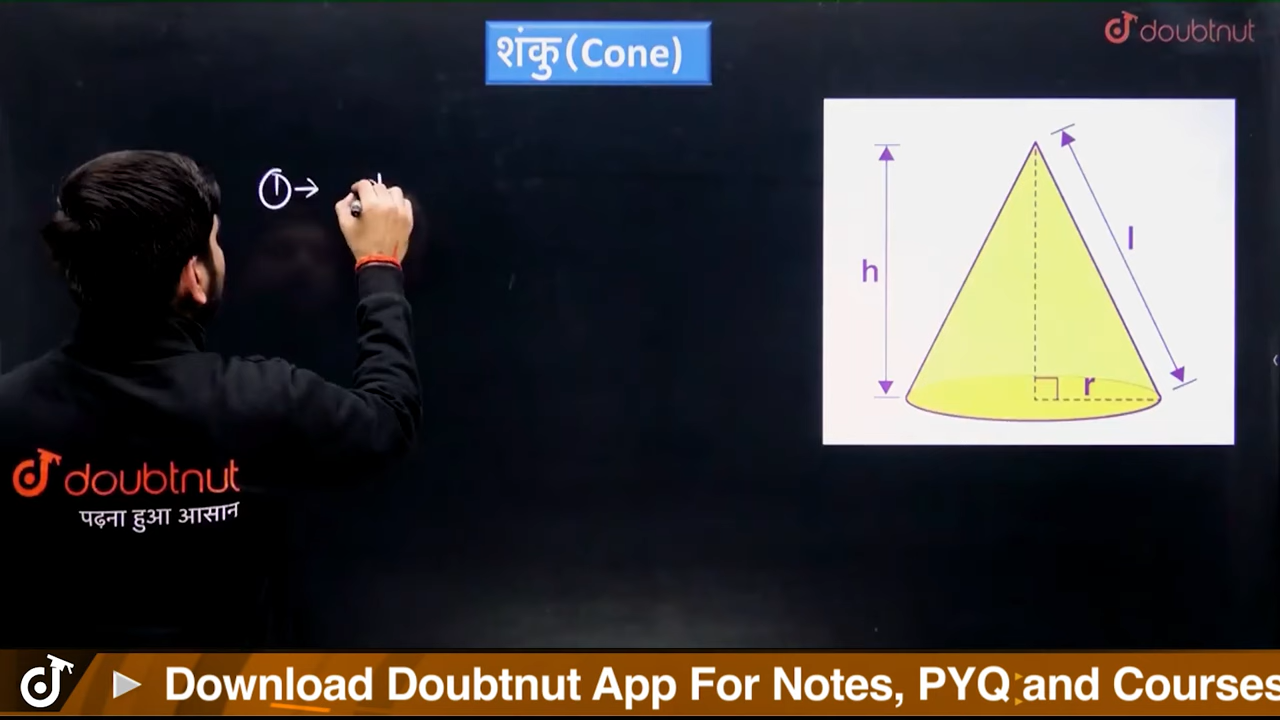 शंकु(Cone)
doubtnut
①→
h
l
r
doubtnut
पढ़ना हुआ आसान
Download Doubtnut App For Notes, PYQ and Courses